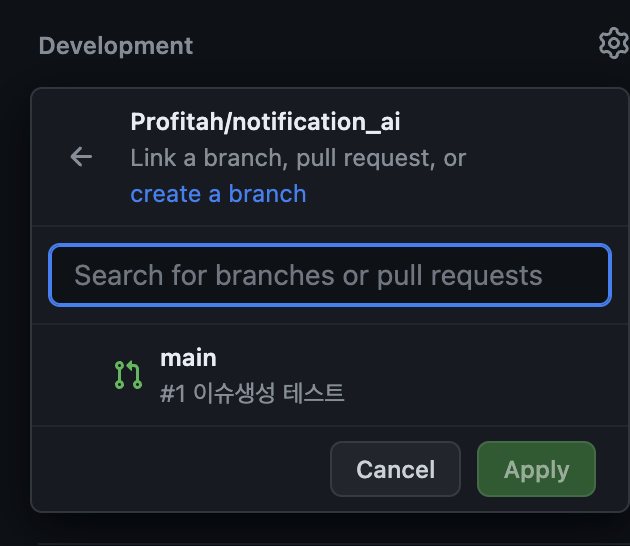 Development
Profitah/notification_ai
Link a branch, pull request, or
create a branch
Search for branches or pull requests
main
#1 이슈생성 테스트
Cancel
Apply